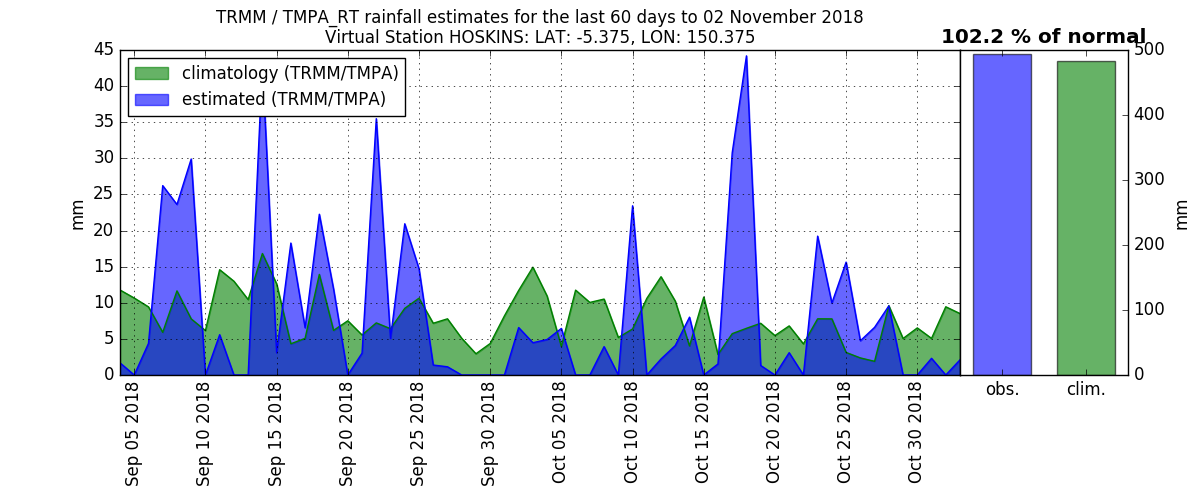 TRMM / TMPA_RT rainfall estimates for the last 60 days to 02 November 2018
Virtual Station HOSKINS: LAT: -5.375, LON: 150.375
102.2 % of normal
climatology (TRMM/TMPA)
estimated (TRMM/TMPA)
45
40
35
30
25
20
15
10
5
0
mm
Sep 05 2018
Sep 10 2018
Sep 15 2018
Sep 20 2018
Sep 25 2018
Sep 30 2018
Oct 05 2018
Oct 10 2018
Oct 15 2018
Oct 20 2018
Oct 25 2018
Oct 30 2018
obs.
clim.
500
400
300
200
100
0
mm